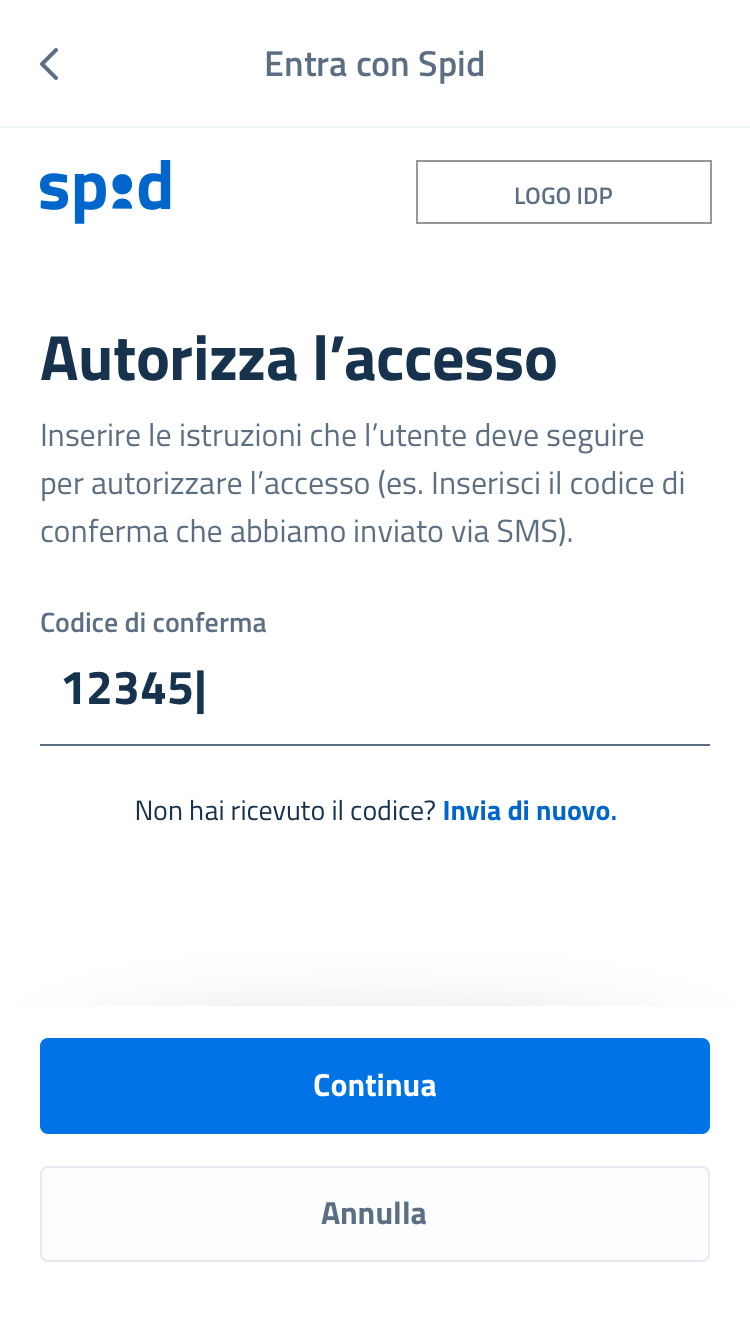 Entra con Spid
spid
LOGO IDP
Autorizza l’accesso
Inserire le istruzioni che l’utente deve seguire
per autorizzare l’accesso (es. Inserisci il codice di
conferma che abbiamo inviato via SMS).
Codice di conferma
12345
Non hai ricevuto il codice? Invia di nuovo.
Continua
Annulla